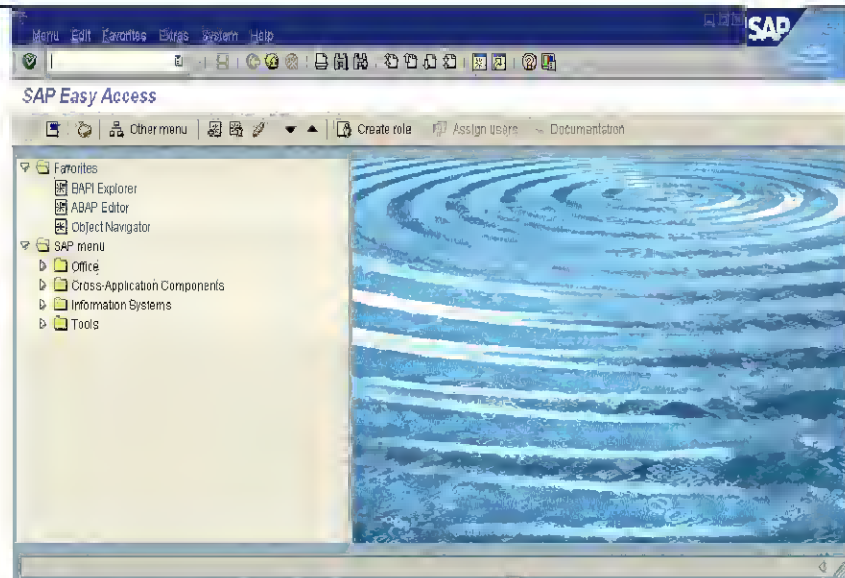 Menu Edit Favorites Extras System Help
SAP
SAP Easy Access
Other menu Create role Assign users Documentation
Favorites
BAPI Explorer
ABAP Editor
Object Navigator
SAP menu
Office
Cross-Application Components
Information Systems
Tools